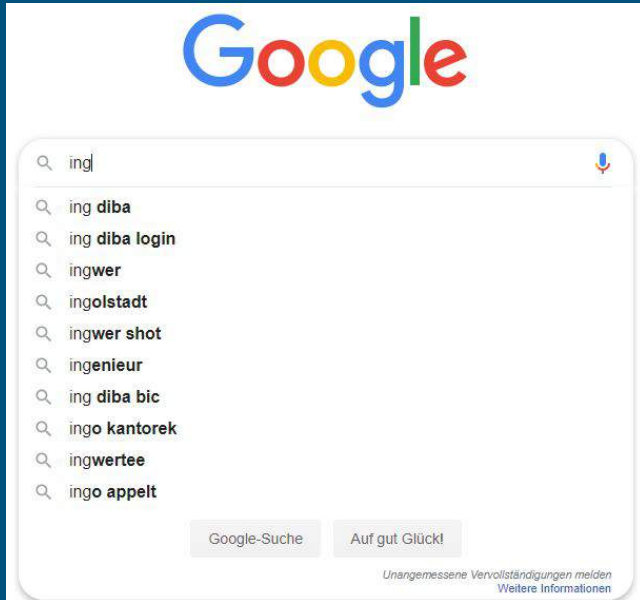 Google
ing
ing diba
ing diba login
ingwer
ingolstadt
ingwer shot
ingenieur
ing diba bic
ingo kantorek
ingwertee
ingo appelt
Google-Suche Auf gut Glück!
Unangemessene Vervollständigungen melden
Weitere Informationen